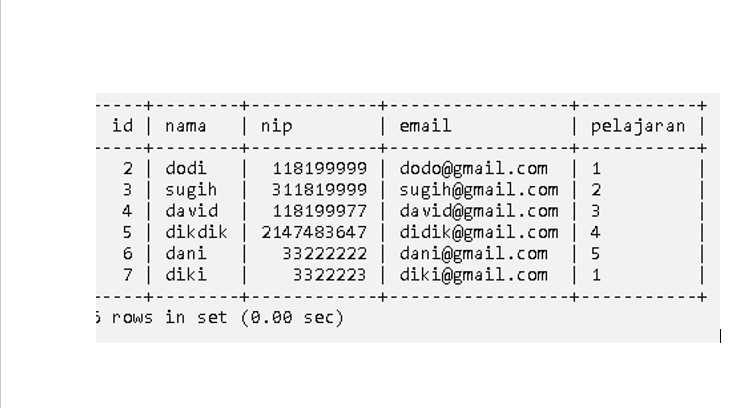 -----+--------+------------+-----------------+-----------+
id | nama | nip | email | pelajaran |
-----+--------+------------+-----------------+-----------+
2 | dodi | 118199999 | dodo@gmail.com | 1 |
3 | sugih | 311819999 | sugih@gmail.com | 2 |
4 | david | 118199977 | david@gmail.com | 3 |
5 | dikdik | 2147483647 | didik@gmail.com | 4 |
6 | dani | 33222222 | dani@gmail.com | 5 |
7 | diki | 3322223 | diki@gmail.com | 1 |
-----+--------+------------+-----------------+-----------+
6 rows in set (0.00 sec)